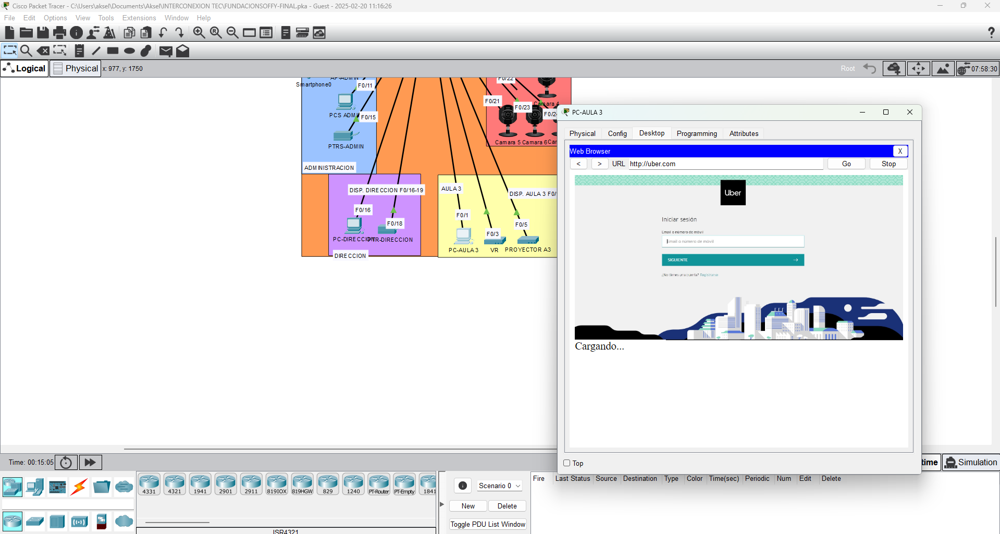 Cisco Packet Tracer - C:\Users\aksel\Documents\Aksel\INTERCONEXION TEC\FUNDACIONSOFFY-FINAL.pka - Guest - 2025-02-20 11:16:26
File Edit Options View Tools Extensions Window Help
Logical Physical x: 977, y: 1750 Root 07:58:30
Smartphone0
F0/11
PCS
F0/15
PTRS-ADMIN
ADMINISTRACION
DISP. DIRECCION F0/16-19
F0/16
F0/18
PC-DIRECCION
PTR-DIRECCION
DIRECCION
F0/22
F0/21
F0/23
Camara 4
Camara 5 Camara 6
AULA 3
DISP. AULA 3
F0/1
F0/3
F0/5
PC-AULA 3
VR
PROYECTOR A3
PC-AULA 3
Physical Config Desktop Programming Attributes
Web Browser X
< > URL http://uber.com Go Stop
Uber
Iniciar sesión
Email o número de móvil
Email o número de móvil
SIGUIENTE
¿No tienes una cuenta? Registrarse
Cargando...
Top
Time: 00:15:05
Simulation
4331 4321 1941 2901 2911 819IOX 819HGW 829 1240 PT-Router PT-Empty 1841
ISR4321
Scenario 0
New Delete
Toggle PDU List Window
Fire Last Status Source Destination Type Color Time(sec) Periodic Num Edit Delete